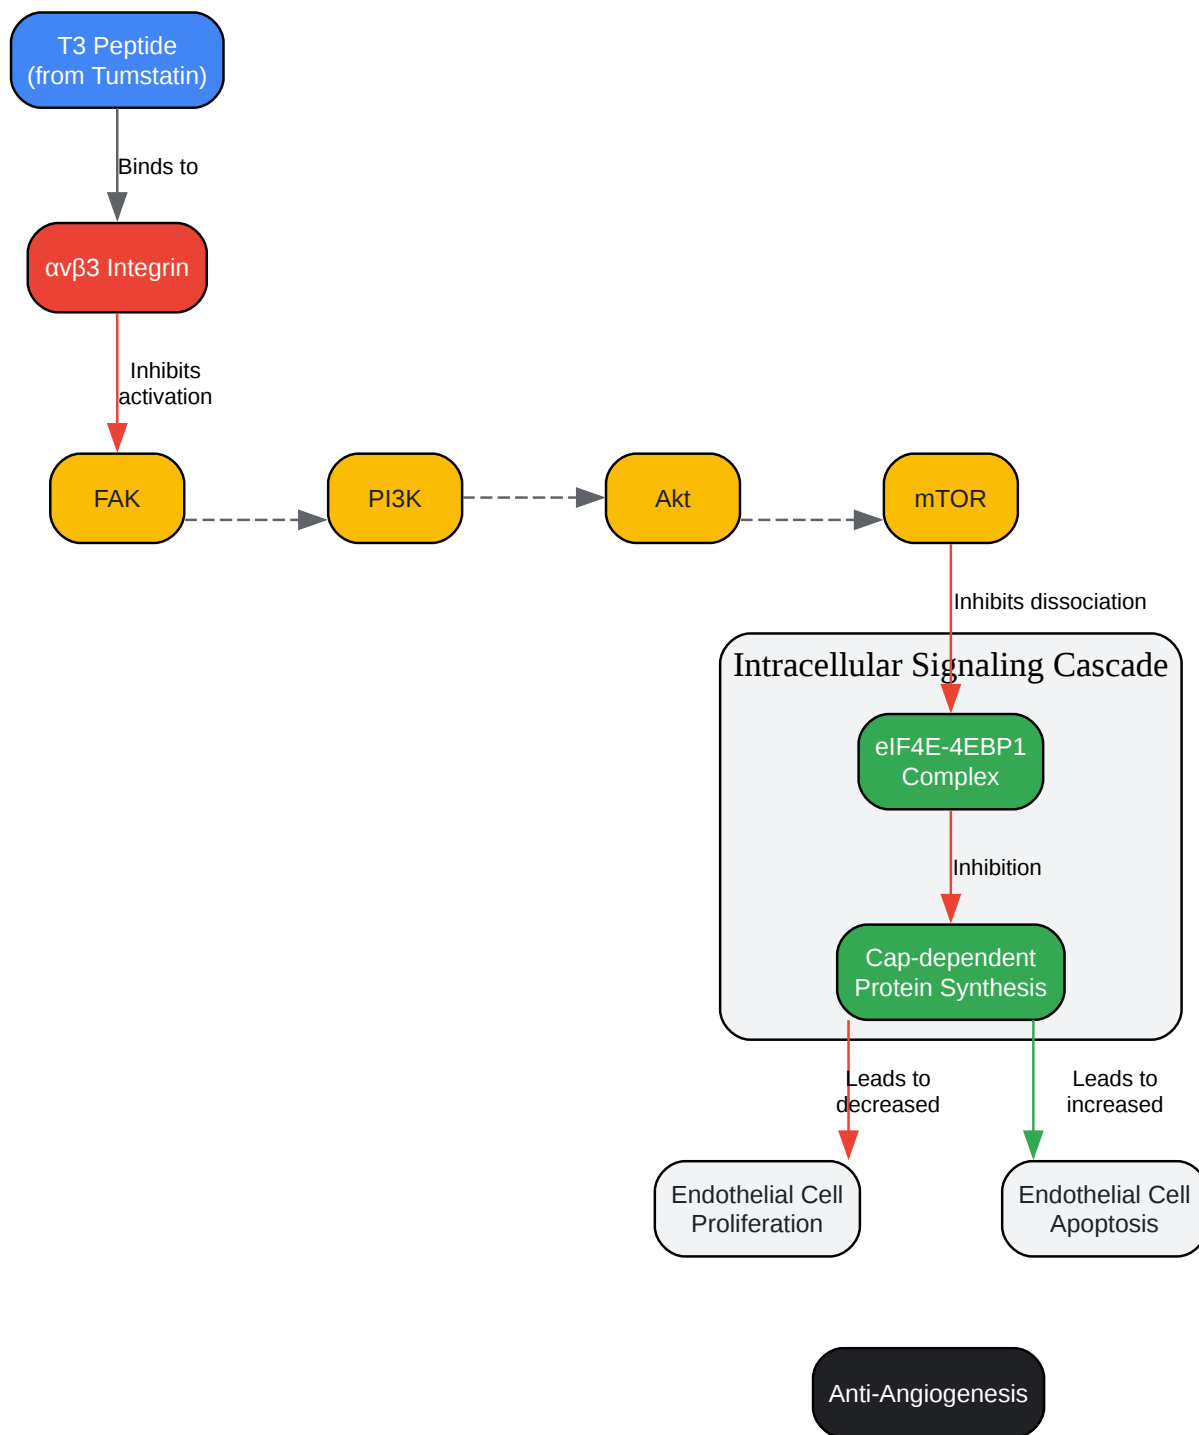 T3 Peptide
(from Tumstatin)
Binds to
αvβ3 Integrin
Inhibits
activation
FAK
PI3K
Akt
mTOR
Inhibits dissociation
Intracellular Signaling Cascade
eIF4E-4EBP1
Complex
Inhibition
Cap-dependent
Protein Synthesis
Leads to
decreased
Leads to
increased
Endothelial Cell
Proliferation
Endothelial Cell
Apoptosis
Anti-Angiogenesis